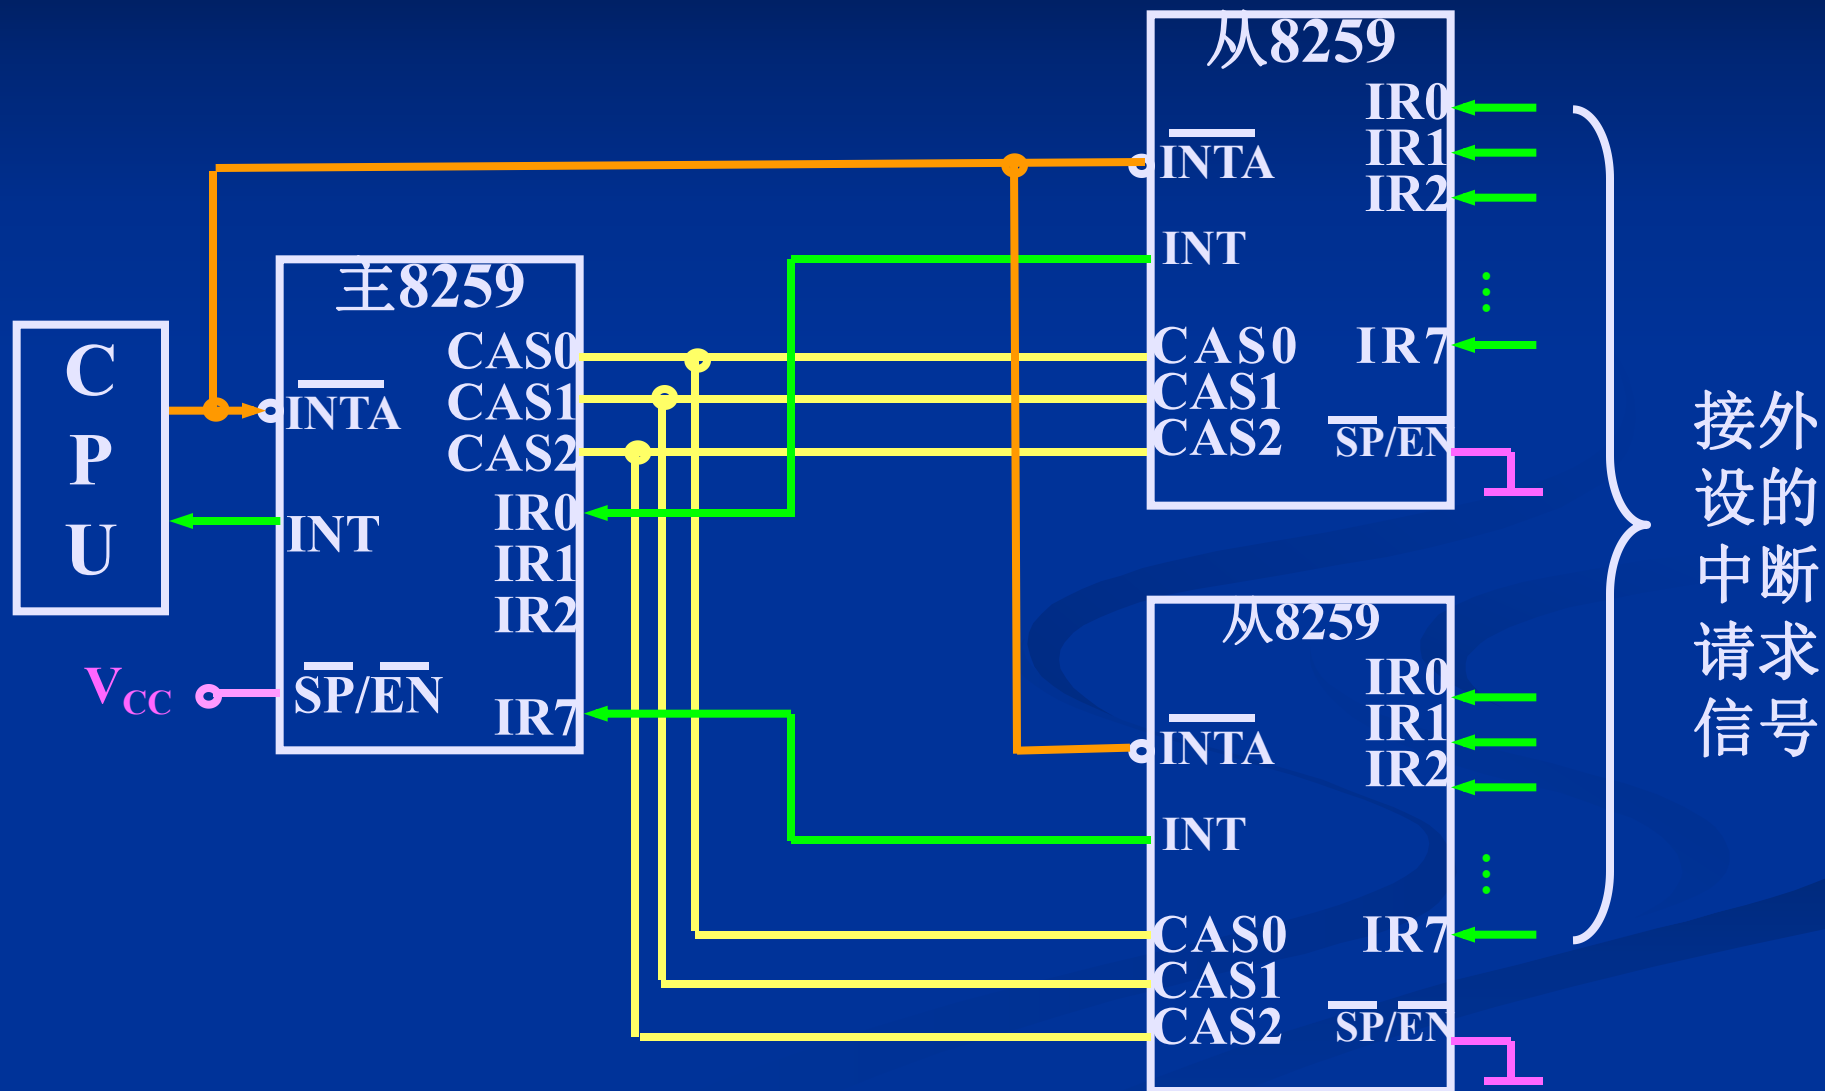 C
P
U
主8259
CAS0
CAS1
INTA
CAS2
IR0
INT
IR1
IR2
SP/EN
IR7
VCC
从8259
IR0
IR1
INTA
IR2
INT
CAS0
IR7
CAS1
CAS2
SP/EN
从8259
IR0
IR1
INTA
IR2
INT
CAS0
IR7
CAS1
CAS2
SP/EN
接外
设的
中断
请求
信号